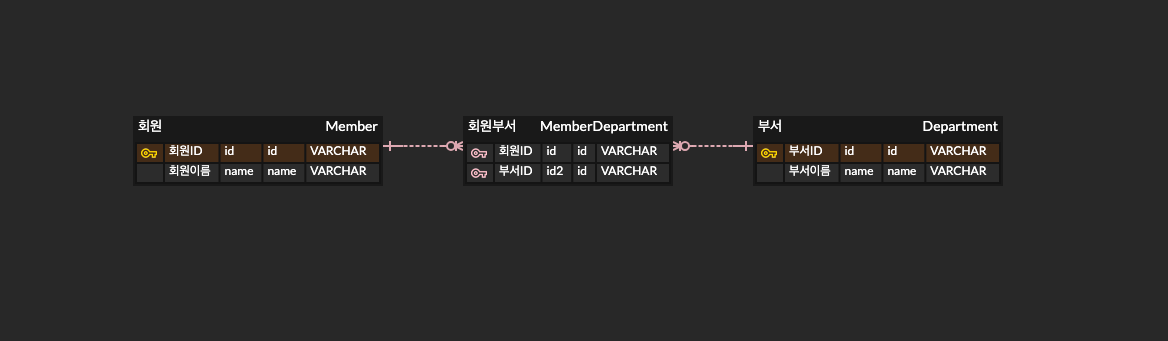 회원 Member
회원ID id id VARCHAR
회원이름 name name VARCHAR
회원부서 MemberDepartment
회원ID id id VARCHAR
부서ID id2 id VARCHAR
부서 Department
부서ID id id VARCHAR
부서이름 name name VARCHAR